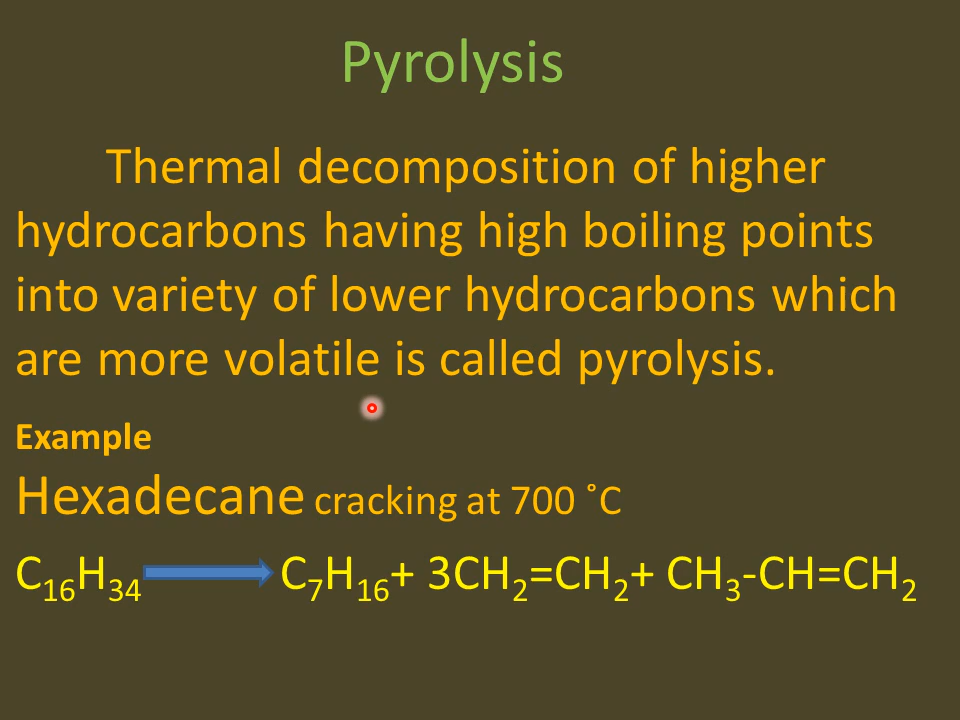 Pyrolysis
Thermal decomposition of higher
hydrocarbons having high boiling points
into variety of lower hydrocarbons which
are more volatile is called pyrolysis.
Example
Hexadecane cracking at 700 ˚C
C₁₆H₃₄ C₇H₁₆+ 3CH₂=CH₂+ CH₃-CH=CH₂